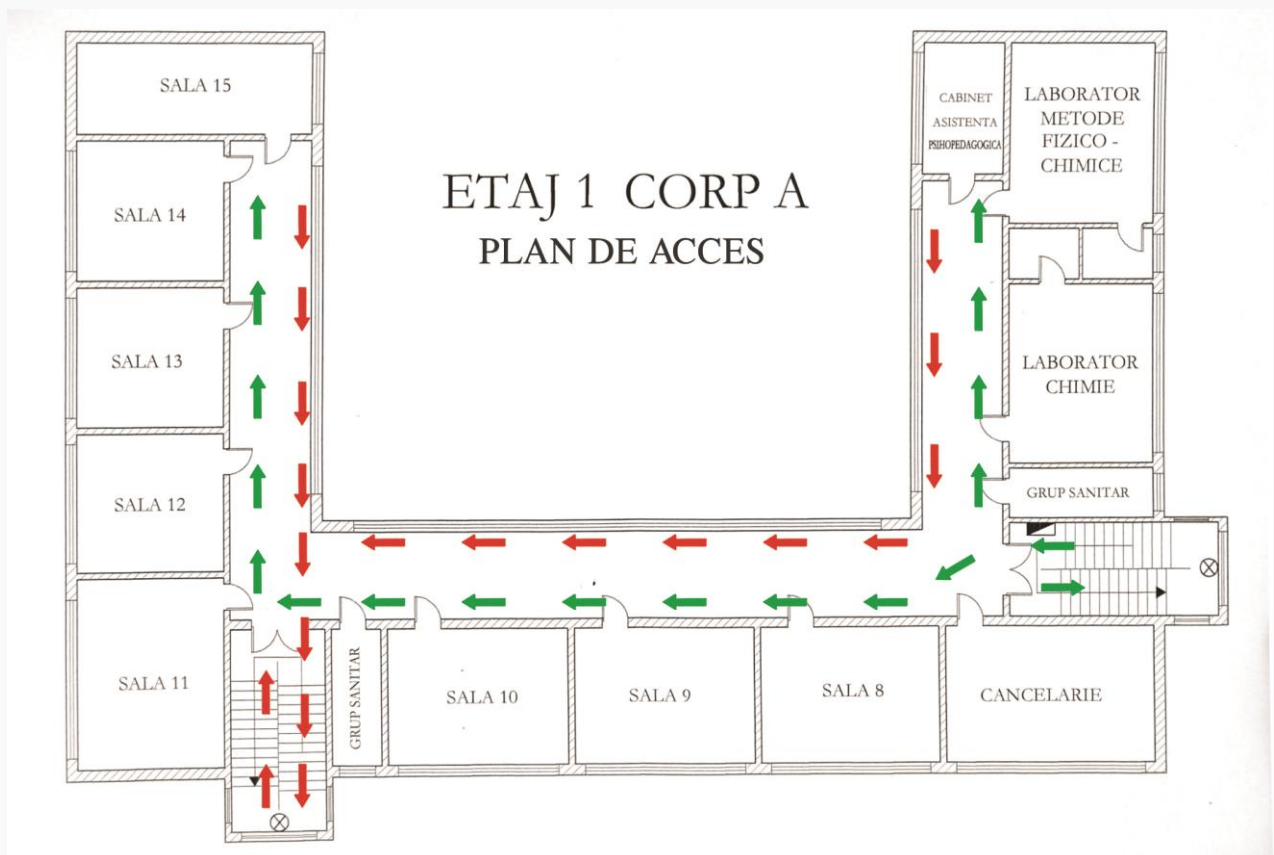 ETAJ 1 CORP A
PLAN DE ACCES
SALA 15
SALA 14
SALA 13
SALA 12
SALA 11
GRUP SANITAR
SALA 10
SALA 9
SALA 8
CANCELARIE
CABINET
ASISTENTA
PSIHOPEDAGOGICA
LABORATOR
METODE
FIZICO -
CHIMICE
LABORATOR
CHIMIE
GRUP SANITAR